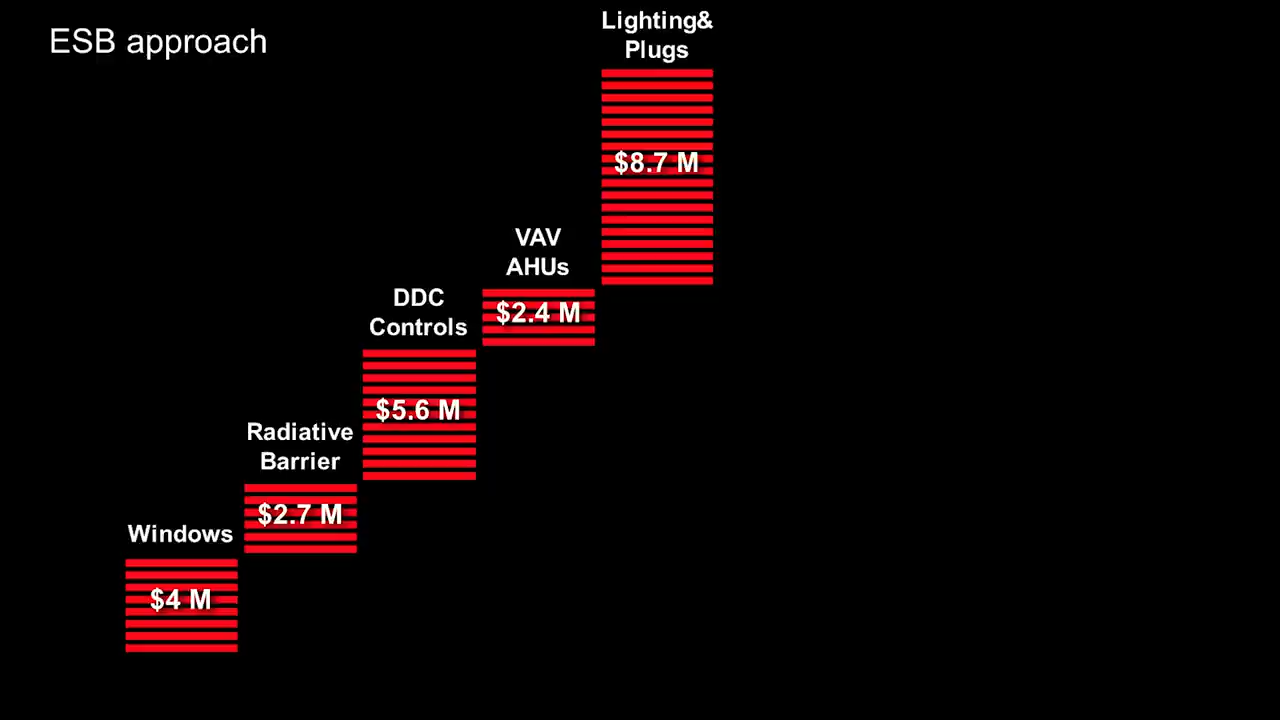 ESB approach
Lighting&
Plugs
$8.7 M
VAV
AHUs
$2.4 M
DDC
Controls
$5.6 M
Radiative
Barrier
$2.7 M
Windows
$4 M